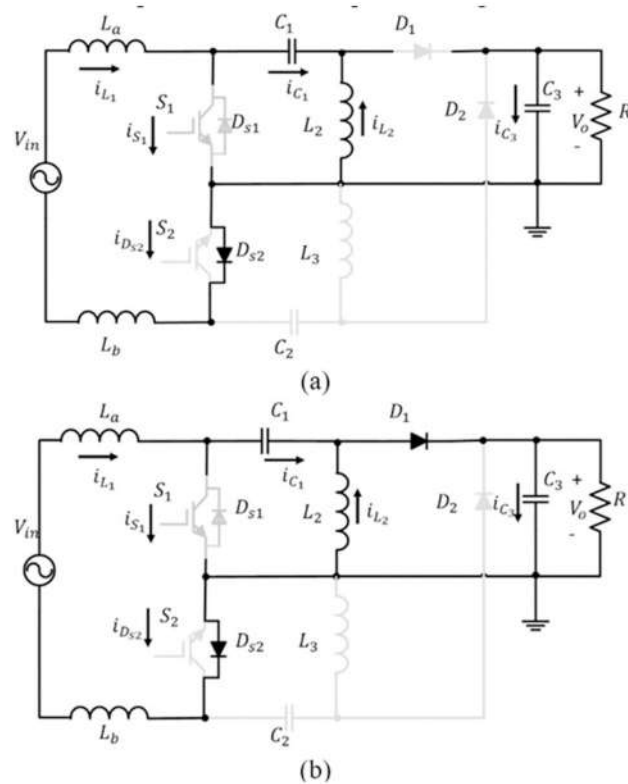 L_a
C_1
D_1
i_{L_1}
i_{C_1}
S_1
D_{s1}
i_{S_1}
L_2
i_{L_2}
D_2
i_{C_3}
C_3
+
V_o
-
R
V_{in}
i_{D_{s2}}
S_2
D_{s2}
L_3
L_b
C_2
(a)
L_a
C_1
D_1
i_{L_1}
i_{C_1}
S_1
D_{s1}
i_{S_1}
L_2
i_{L_2}
D_2
i_{C_3}
C_3
+
V_o
-
R
V_{in}
i_{D_{s2}}
S_2
D_{s2}
L_3
L_b
C_2
(b)